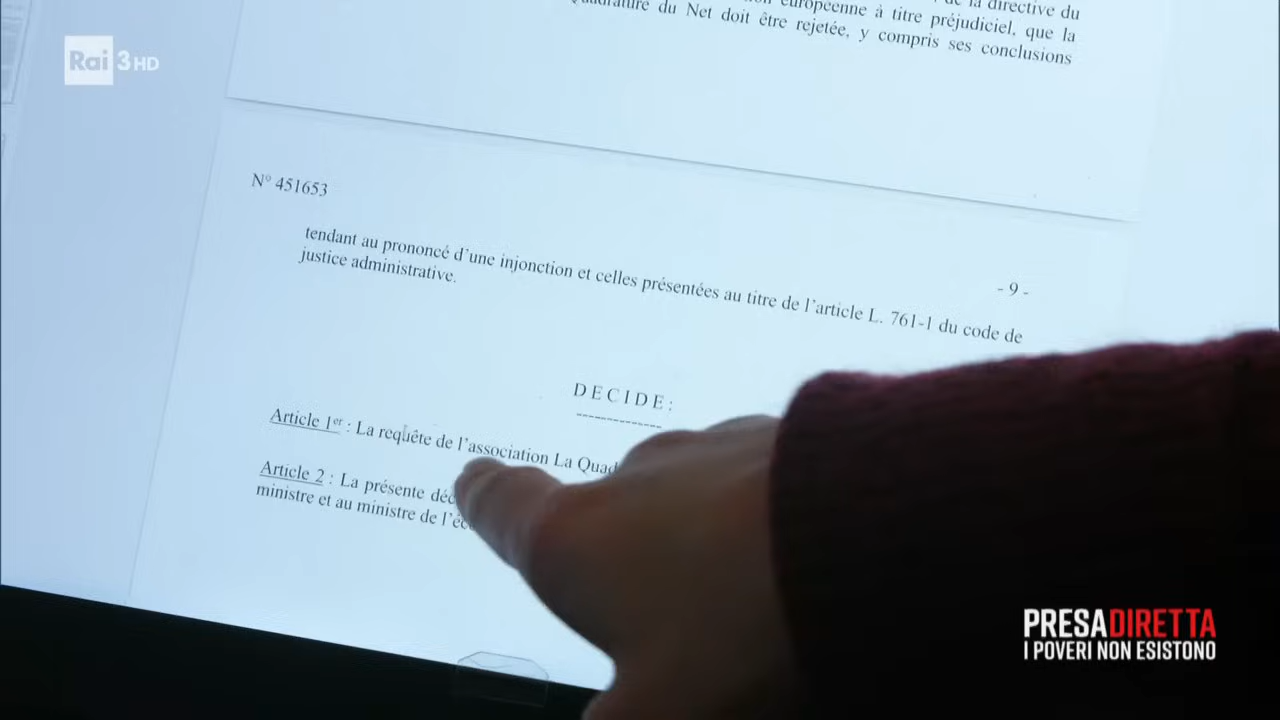 Rai 3HD
de la directive du
européenne à titre préjudiciel, que la
du Net doit être rejetée, y compris ses conclusions
N° 451653
- 9 -
tendant au prononcé d'une injonction et celles présentées au titre de l'article L. 761-1 du code de
justice administrative.
DECIDE:
--------------
Article 1er : La requête de l'association La Quad
Article 2 : La présente déc
ministre et au ministre de l'éc
PRESADIRETTA
I POVERI NON ESISTONO